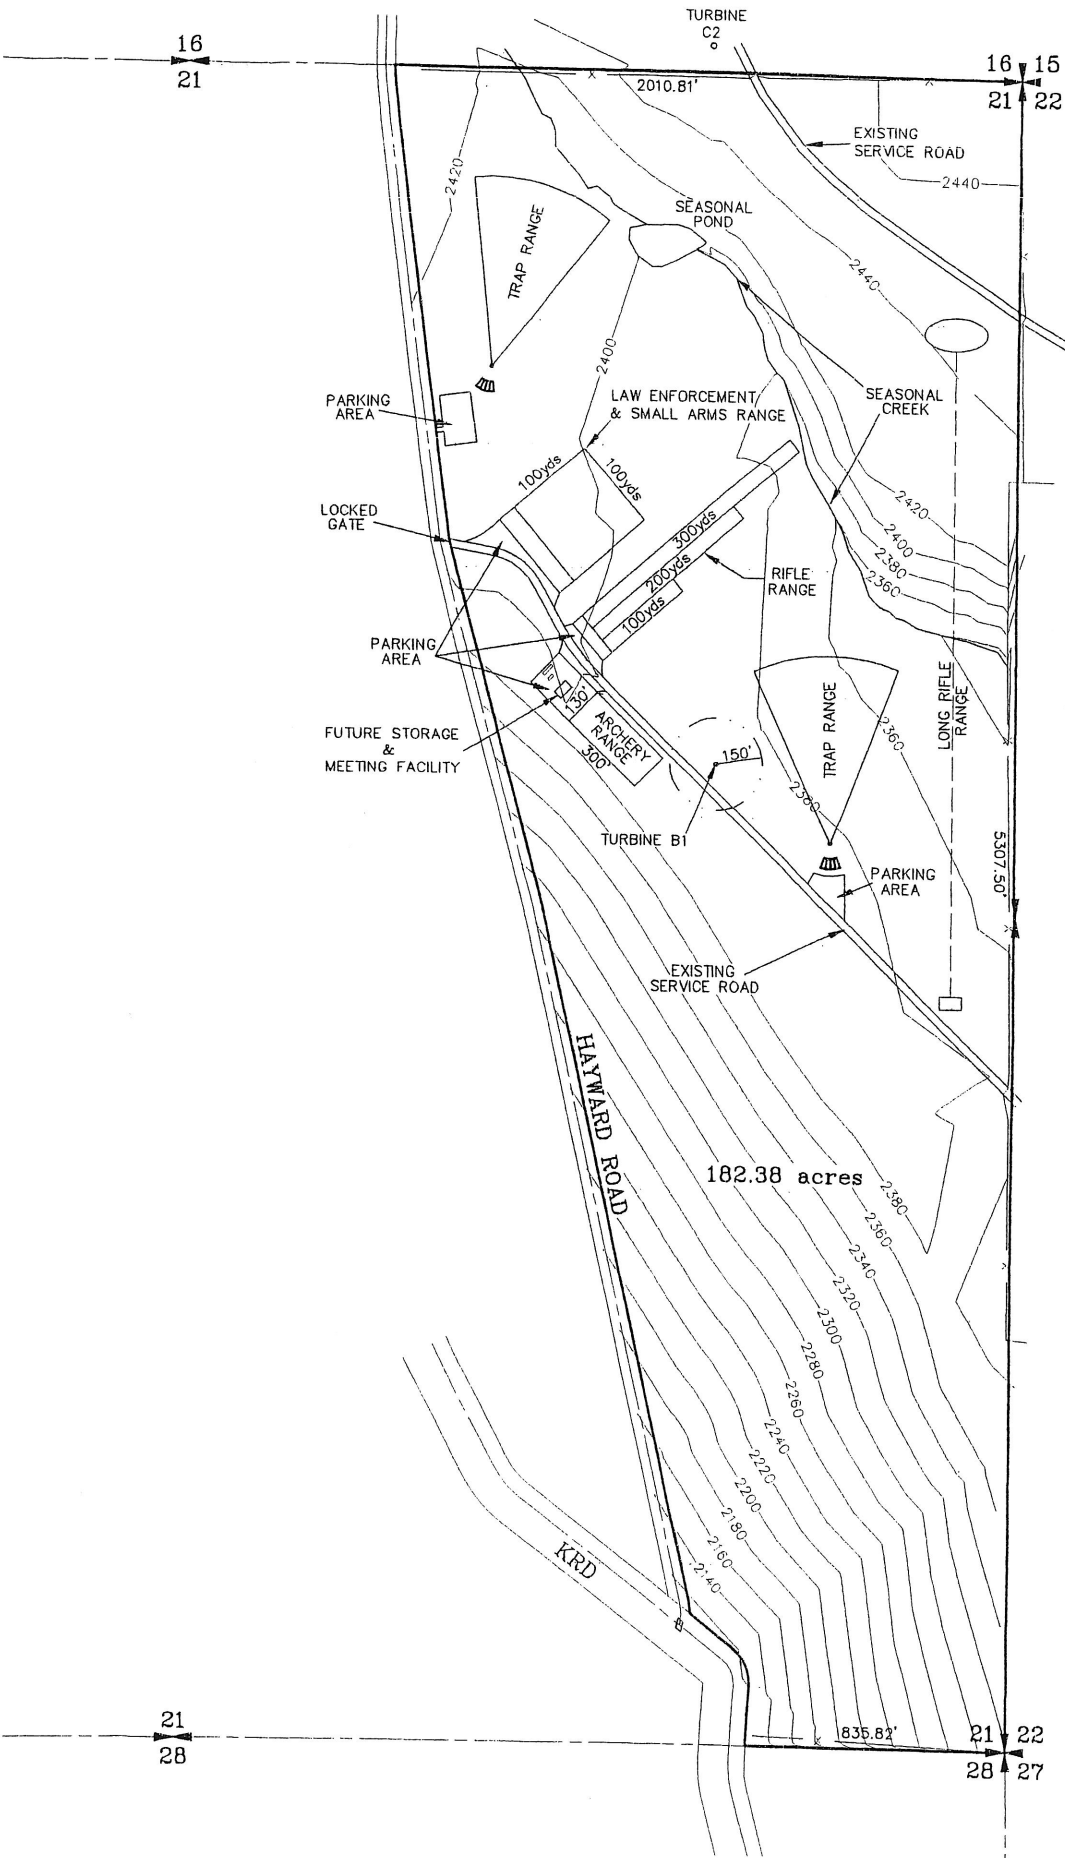 TURBINE
C2
16
21
16 15
21 22
2010.81'
EXISTING
SERVICE ROAD
2420
2440
SEASONAL
POND
TRAP RANGE
2440
2400
PARKING
AREA
LAW ENFORCEMENT
& SMALL ARMS RANGE
SEASONAL
CREEK
100yds
100yds
LOCKED
GATE
2420
300yds
2400
2380
200yds
RIFLE
RANGE
2360
100yds
PARKING
AREA
130'
ARCHERY
RANGE
300'
FUTURE STORAGE
&
MEETING FACILITY
TRAP RANGE
LONG RIFLE
RANGE
2360
150'
2360
TURBINE B1
5307.50'
PARKING
AREA
EXISTING
SERVICE ROAD
HAYWARD ROAD
182.38 acres
2380
2360
2340
2320
2300
2280
2260
2240
2220
2200
2180
2160
2140
KRD
21
28
835.82'
21 22
28 27